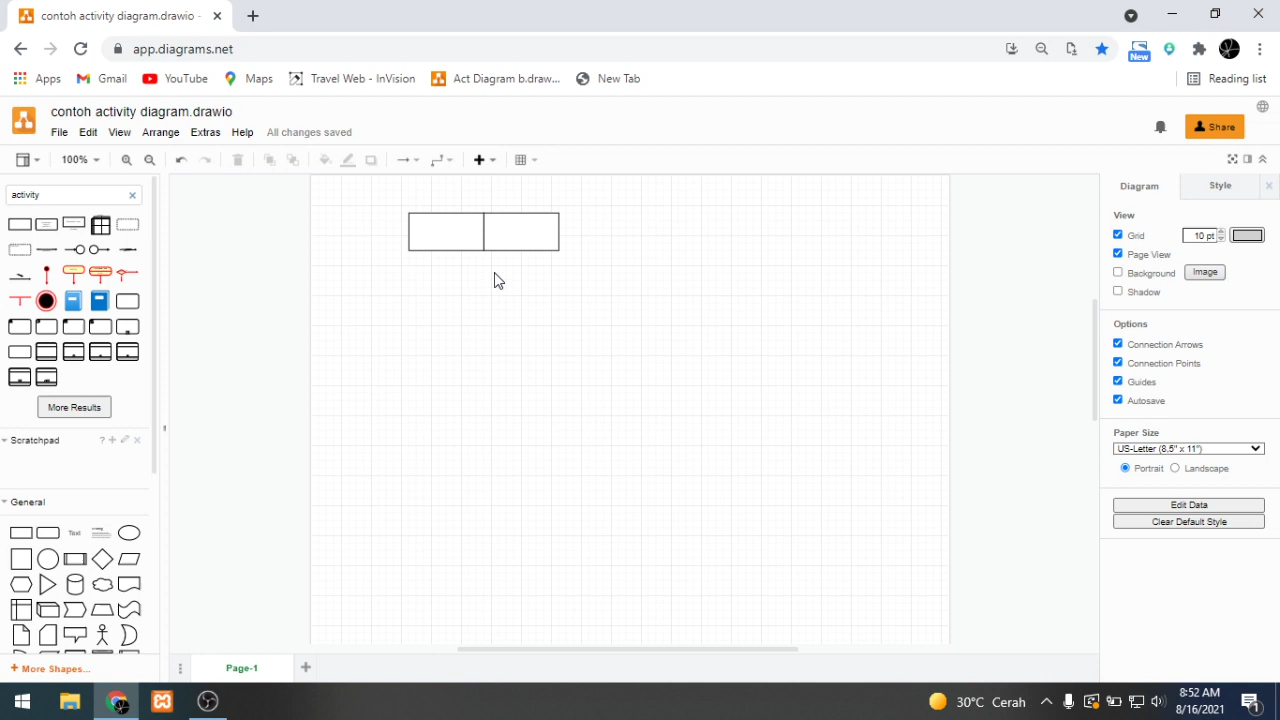 contoh activity diagram.drawio -
app.diagrams.net
New
Apps
Gmail
YouTube
Maps
Travel Web - InVision
Act Diagram b.draw...
New Tab
Reading list
contoh activity diagram.drawio
File
Edit
View
Arrange
Extras
Help
All changes saved
Share
100%
activity
More Results
Scratchpad
?
General
Text
More Shapes...
Page-1
Diagram
Style
View
Grid
10 pt
Page View
Background
Image
Shadow
Options
Connection Arrows
Connection Points
Guides
Autosave
Paper Size
US-Letter (8.5" x 11")
Portrait
Landscape
Edit Data
Clear Default Style
30°C Cerah
8:52 AM
8/16/2021
1